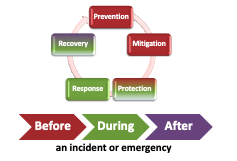 Prevention
Recovery
Mitigation
Response
Protection
Before
During
After
an incident or emergency